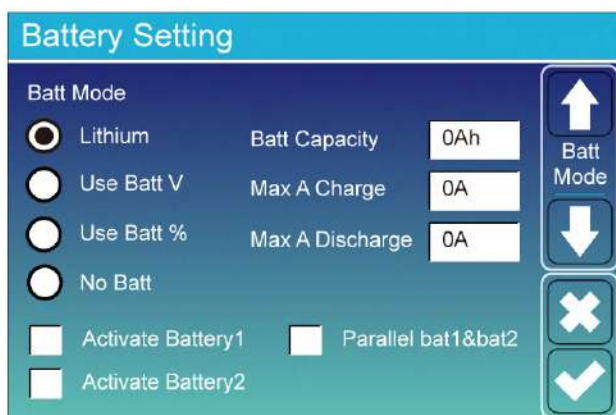 Battery Setting
Batt Mode
Lithium
Batt Capacity 0Ah
Use Batt V
Max A Charge 0A
Use Batt %
Max A Discharge 0A
No Batt
Activate Battery1
Parallel bat1&bat2
Activate Battery2
Batt
Mode